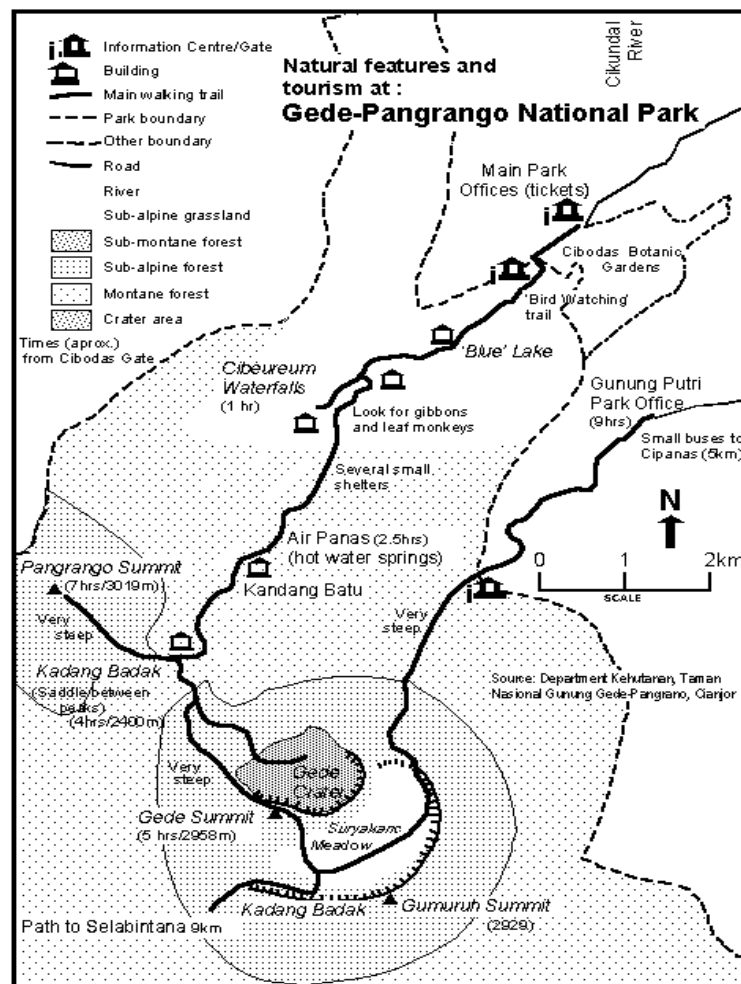 Information Centre/Gate
Building
Main walking trail
Park boundary
Other boundary
Road
River
Sub-alpine grassland
Sub-montane forest
Sub-alpine forest
Montane forest
Crater area
Times (aprox.)
from Cibodas Gate
Natural features and
tourism at :
Gede-Pangrango National Park
Cikundal
River
Main Park
Offices (tickets)
i
i
Cibodas Botanic
Gardens
'Bird Watching'
trail
'Blue' Lake
Cibeureum
Waterfalls
(1 hr)
Look for gibbons
and leaf monkeys
Gunung Putri
Park Office
(9hrs)
Small buses to
Cipanas (5km)
Several small
shelters
N
0 1 2km
SCALE
Air Panas (2.5hrs)
(hot water springs)
Kandang Batu
i
Pangrango Summit
(7hrs/3019m)
Very
steep
Very
steep
Kadang Badak
(Saddle/between
peaks)
(4hrs/2400m)
Source: Department Kehutanan, Taman
Nasional Gunung Gede-Pangrano, Cianjor
Very
steep
Gede
Crater
Gede Summit
(5 hrs/2958m)
Suryakanc
Meadow
Kadang Badak
Gumuruh Summit
(2929)
Path to Selabintana 9km